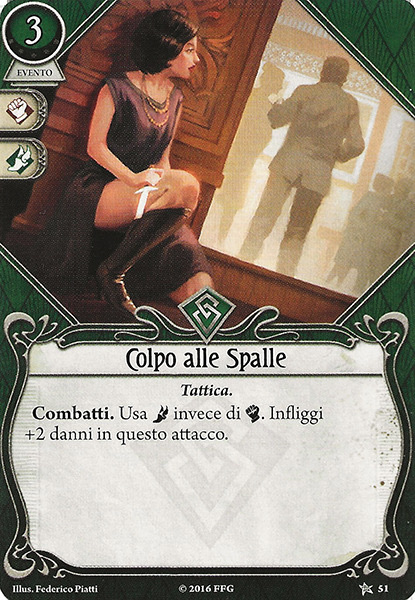 3
EVENTO
Colpo alle Spalle
Tattica.
Combatti. Usa invece di . Infliggi
+2 danni in questo attacco.
Illus. Federico Piatti © 2016 FFG 51